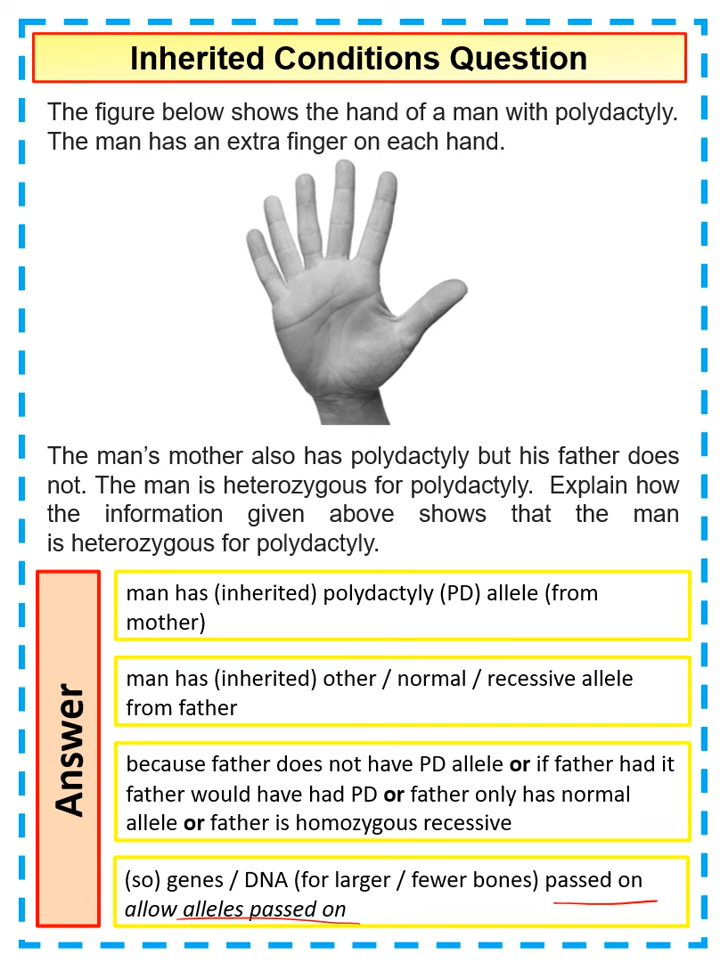 Inherited Conditions Question
The figure below shows the hand of a man with polydactyly.
The man has an extra finger on each hand.
The man’s mother also has polydactyly but his father does
not. The man is heterozygous for polydactyly. Explain how
the information given above shows that the man
is heterozygous for polydactyly.
Answer
man has (inherited) polydactyly (PD) allele (from
mother)
man has (inherited) other / normal / recessive allele
from father
because father does not have PD allele or if father had it
father would have had PD or father only has normal
allele or father is homozygous recessive
(so) genes / DNA (for larger / fewer bones) passed on
allow alleles passed on